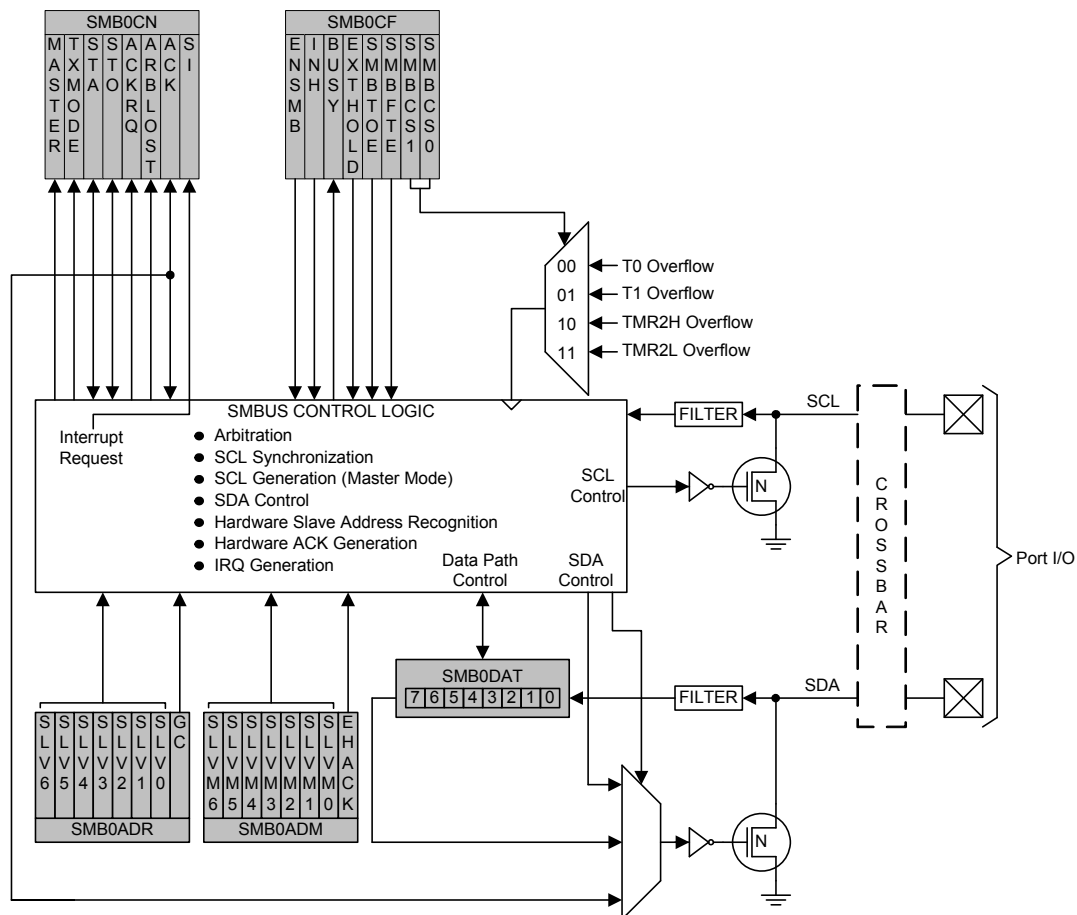 SMB0CN
MASTER
TXMODE
STA
STO
ACKRQ
ARBLOST
ACK
SI
SMB0CF
ENSMB
INH
BUSY
EXTHOLD
SMBTOE
SMBFTE
SMBCS1
SMBCS0
00
T0 Overflow
01
T1 Overflow
10
TMR2H Overflow
11
TMR2L Overflow
SMBUS CONTROL LOGIC
Interrupt
Request
● Arbitration
● SCL Synchronization
● SCL Generation (Master Mode)
● SDA Control
● Hardware Slave Address Recognition
● Hardware ACK Generation
● IRQ Generation
SCL
Control
Data Path
Control
SDA
Control
FILTER
SCL
N
CROSSBAR
Port I/O
SMB0DAT
7 6 5 4 3 2 1 0
FILTER
SDA
N
SLV6
SLV5
SLV4
SLV3
SLV2
SLV1
SLV0
GC
SMB0ADR
SLVM6
SLVM5
SLVM4
SLVM3
SLVM2
SLVM1
SLVM0
EHACK
SMB0ADM